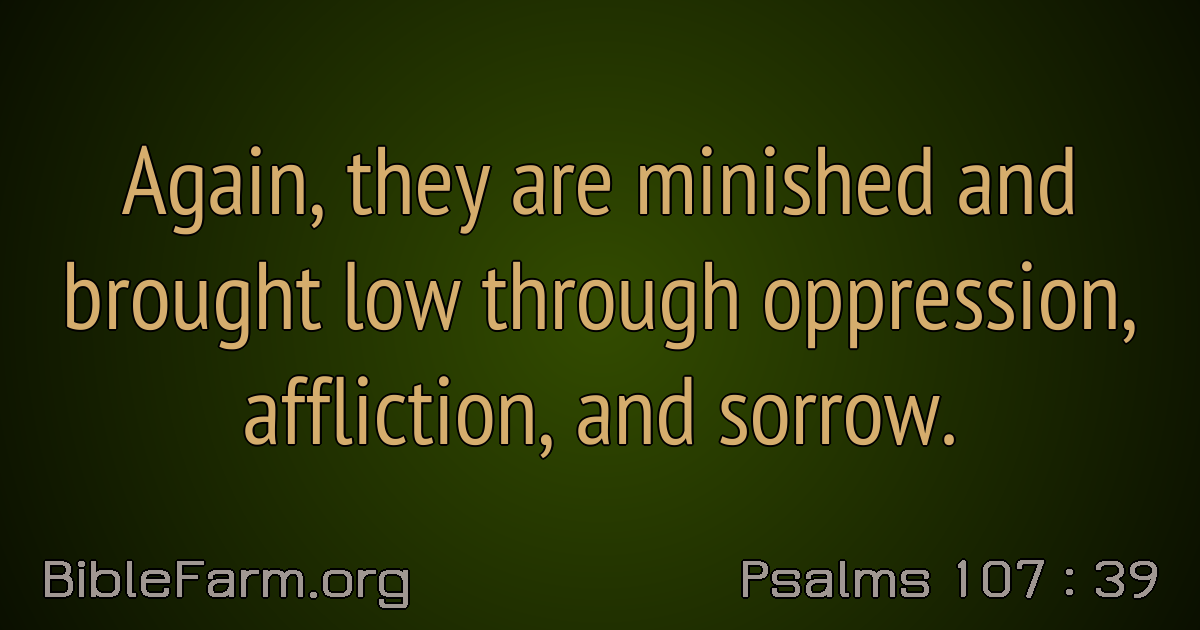 Again, they are minished and
brought low through oppression,
affliction, and sorrow.
BibleFarm.org
Psalms 107 : 39